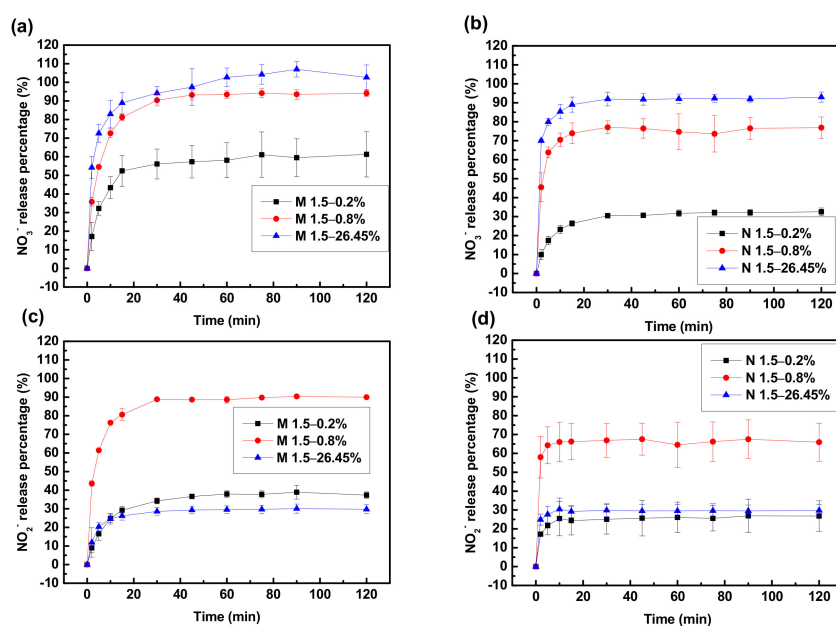 (a)
NO₃⁻ release percentage (%)
120
110
100
90
80
70
60
50
40
30
20
10
0
-10
M 1.5–0.2%
M 1.5–0.8%
M 1.5–26.45%
0 20 40 60 80 100 120
Time (min)
(b)
NO₃⁻ release percentage (%)
120
110
100
90
80
70
60
50
40
30
20
10
0
-10
N 1.5–0.2%
N 1.5–0.8%
N 1.5–26.45%
0 20 40 60 80 100 120
Time (min)
(c)
NO₂⁻ release percentage (%)
120
110
100
90
80
70
60
50
40
30
20
10
0
-10
M 1.5–0.2%
M 1.5–0.8%
M 1.5–26.45%
0 20 40 60 80 100 120
Time (min)
(d)
NO₂⁻ release percentage (%)
120
110
100
90
80
70
60
50
40
30
20
10
0
-10
N 1.5–0.2%
N 1.5–0.8%
N 1.5–26.45%
0 20 40 60 80 100 120
Time (min)